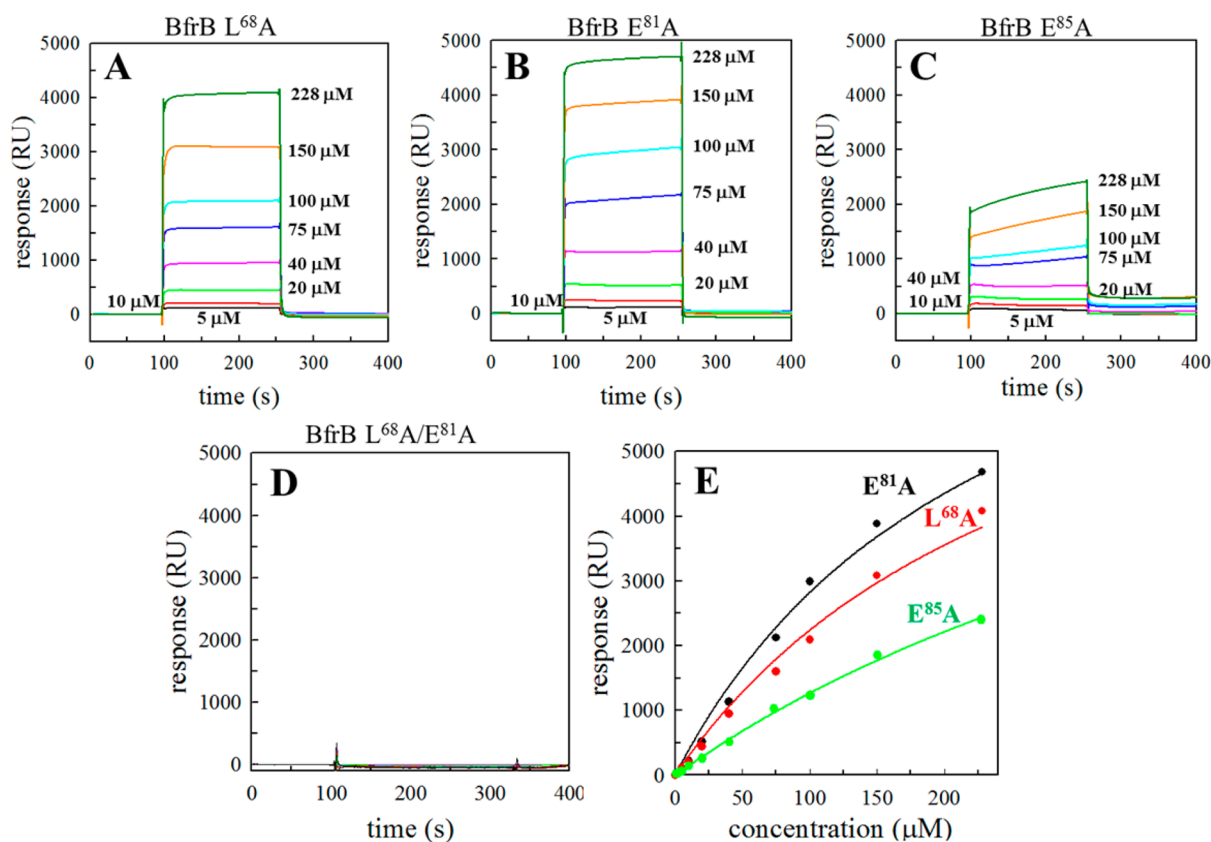 BfrB L⁶⁸A
A
5000
4000
3000
2000
1000
0
response (RU)
228 μM
150 μM
100 μM
75 μM
40 μM
20 μM
10 μM
5 μM
0 100 200 300 400
time (s)
BfrB E⁸¹A
B
5000
4000
3000
2000
1000
0
response (RU)
228 μM
150 μM
100 μM
75 μM
40 μM
20 μM
10 μM
5 μM
0 100 200 300 400
time (s)
BfrB E⁸⁵A
C
5000
4000
3000
2000
1000
0
response (RU)
228 μM
150 μM
100 μM
75 μM
40 μM
20 μM
10 μM
5 μM
0 100 200 300 400
time (s)
BfrB L⁶⁸A/E⁸¹A
D
5000
4000
3000
2000
1000
0
response (RU)
0 100 200 300 400
time (s)
E
5000
4000
3000
2000
1000
0
response (RU)
E⁸¹A
L⁶⁸A
E⁸⁵A
0 50 100 150 200
concentration (μM)